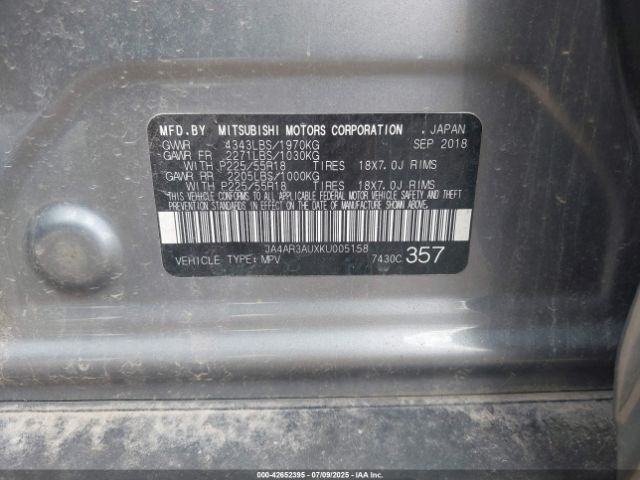 MFD.BY MITSUBISHI MOTORS CORPORATION . JAPAN
GVWR 4343LBS/1970KG SEP 2018
GAWR FR 2271LBS/1030KG
WITH P225/55R18 TIRES 18X7.0J RIMS
GAWR RR 2205LBS/1000KG
WITH P225/55R18 TIRES 18X7.0J RIMS
THIS VEHICLE CONFORMS TO ALL APPLICABLE FEDERAL MOTOR VEHICLE SAFETY AND THEFT
PREVENTION STANDARDS IN EFFECT ON THE DATE OF MANUFACTURE SHOWN ABOVE.
JA4AR3AUXKU005158
VEHICLE TYPE:MPV 7430C 357
000-42652395 - 07/09/2025 - IAAI.COM